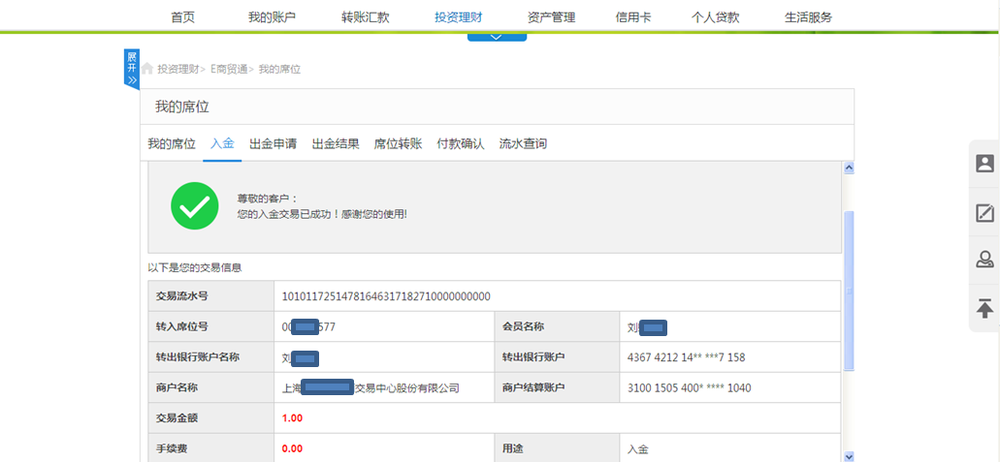 首页 我的账户 转账汇款 投资理财 资产管理 信用卡 个人贷款 生活服务
展开 »
投资理财> E商贸通> 我的席位
我的席位
我的席位 入金 出金申请 出金结果 席位转账 付款确认 流水查询
尊敬的客户：
您的入金交易已成功！感谢您的使用!
以下是您的交易信息
交易流水号 1010117251478164631718271000000000
转入席位号 00 577 会员名称 刘
转出银行账户名称 刘 转出银行账户 4367 4212 14** ***7 158
商户名称 上海 交易中心股份有限公司 商户结算账户 3100 1505 400* **** 1040
交易金额 1.00
手续费 0.00 用途 入金